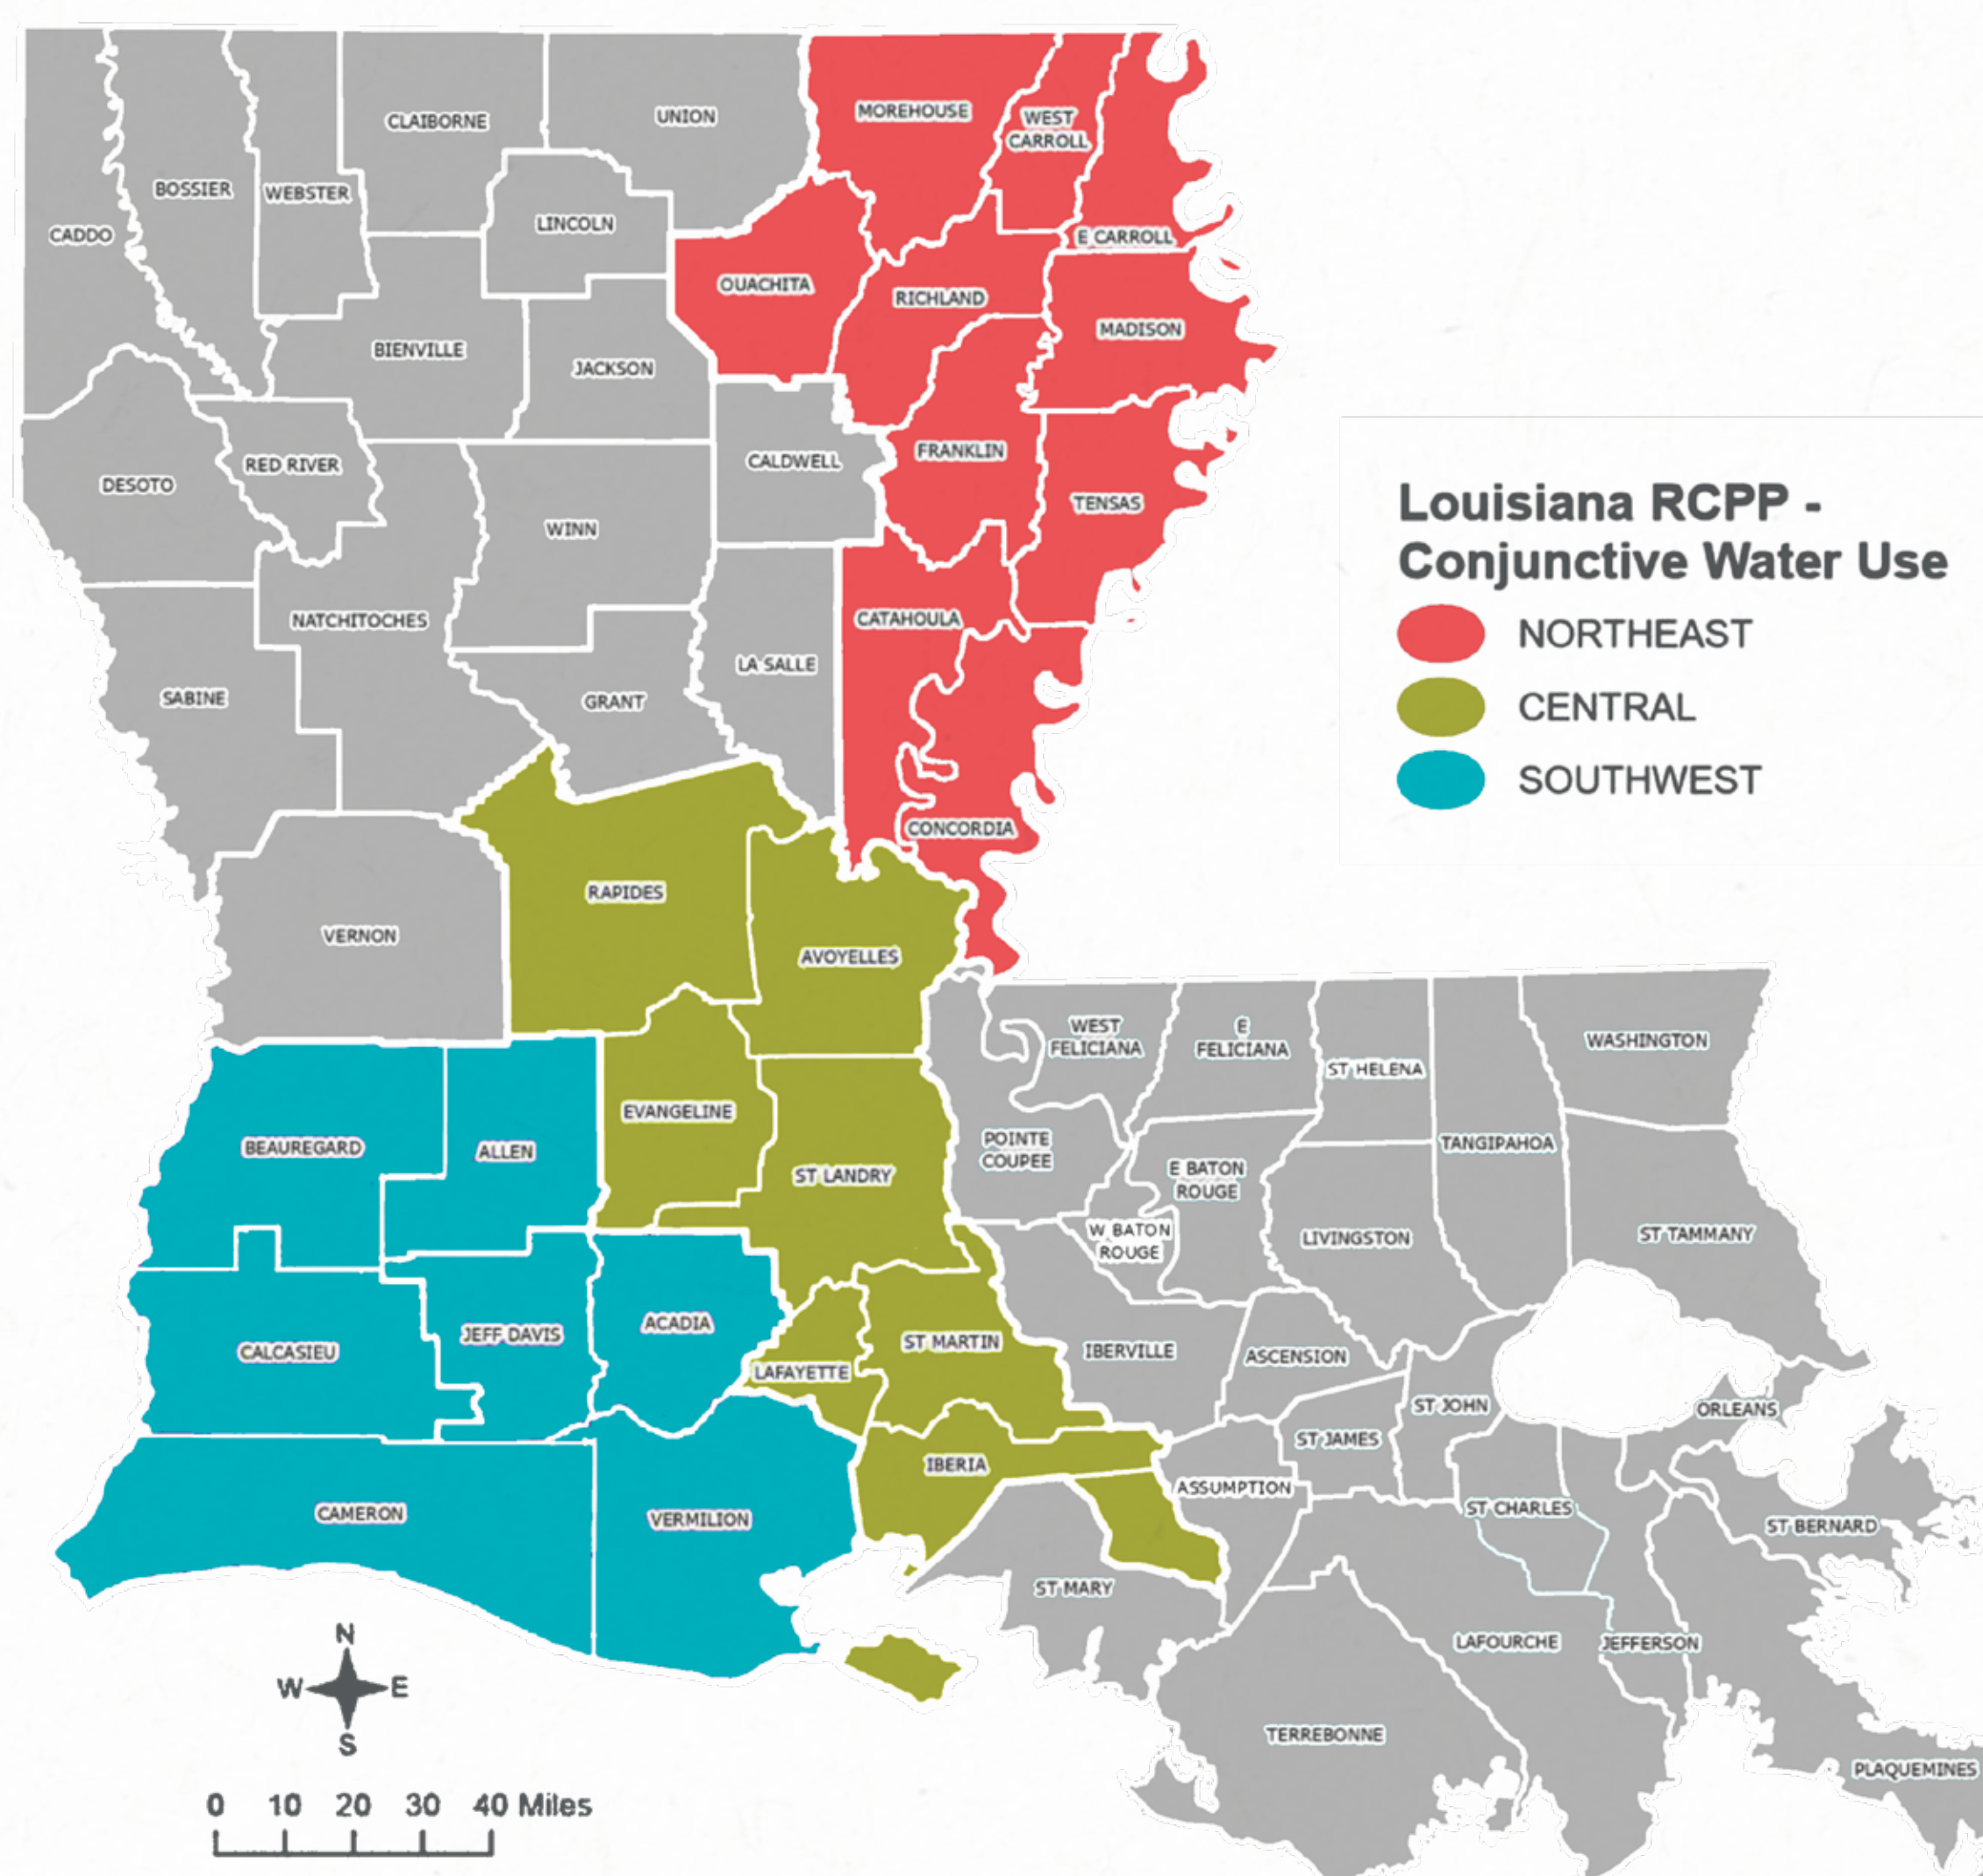 CLAIBORNE
UNION
MOREHOUSE
WEST
CARROLL
BOSSIER
WEBSTER
LINCOLN
CADDO
E CARROLL
OUACHITA
RICHLAND
MADISON
BIENVILLE
JACKSON
RED RIVER
DESOTO
CALDWELL
FRANKLIN
TENSAS
WINN
NATCHITOCHES
CATAHOULA
LA SALLE
SABINE
GRANT
CONCORDIA
Louisiana RCPP -
Conjunctive Water Use
NORTHEAST
CENTRAL
SOUTHWEST
RAPIDES
VERNON
AVOYELLES
WEST
FELICIANA
E
FELICIANA
ST HELENA
WASHINGTON
EVANGELINE
BEAUREGARD
ALLEN
POINTE
COUPEE
TANGIPAHOA
ST LANDRY
E BATON
ROUGE
W BATON
ROUGE
LIVINGSTON
ST TAMMANY
CALCASIEU
JEFF DAVIS
ACADIA
LAFAYETTE
ST MARTIN
IBERVILLE
ASCENSION
ST JOHN
ORLEANS
ST JAMES
IBERIA
ASSUMPTION
ST CHARLES
ST BERNARD
CAMERON
VERMILION
ST MARY
LAFOURCHE
JEFFERSON
TERREBONNE
PLAQUEMINES
N
W E
S
0 10 20 30 40 Miles